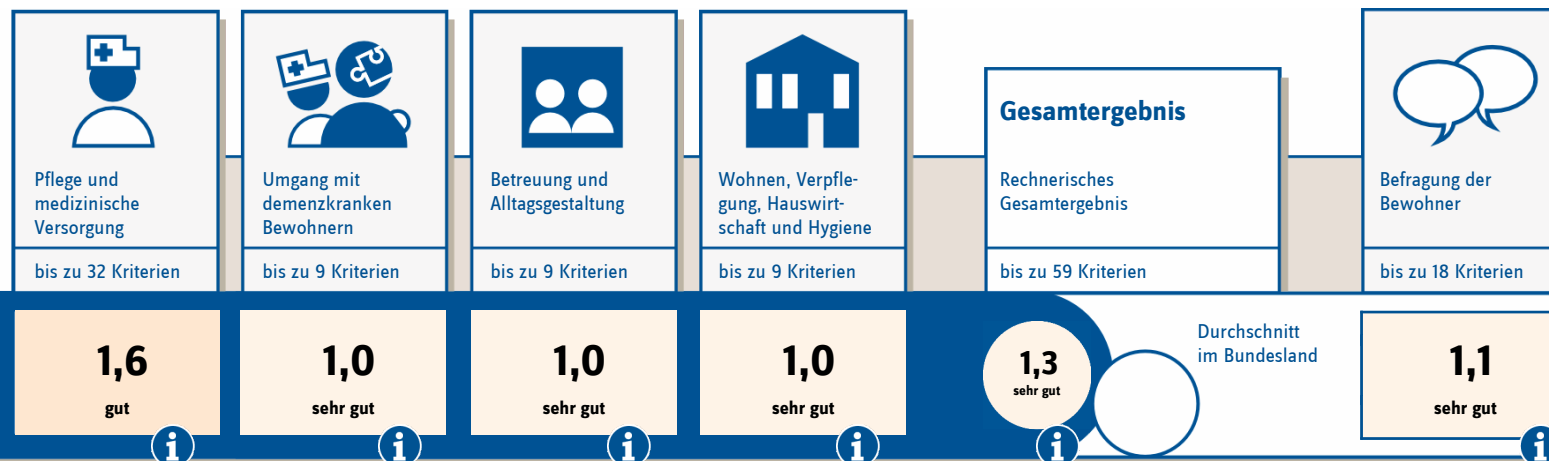 Pflege und
medizinische
Versorgung
bis zu 32 Kriterien
1,6
gut
i
Umgang mit
demenzkranken
Bewohnern
bis zu 9 Kriterien
1,0
sehr gut
i
Betreuung und
Alltagsgestaltung
bis zu 9 Kriterien
1,0
sehr gut
i
Wohnen, Verpfle-
gung, Hauswirt-
schaft und Hygiene
bis zu 9 Kriterien
1,0
sehr gut
i
Gesamtergebnis
Rechnerisches
Gesamtergebnis
bis zu 59 Kriterien
1,3
sehr gut
i
Durchschnitt
im Bundesland
Befragung der
Bewohner
bis zu 18 Kriterien
1,1
sehr gut
i